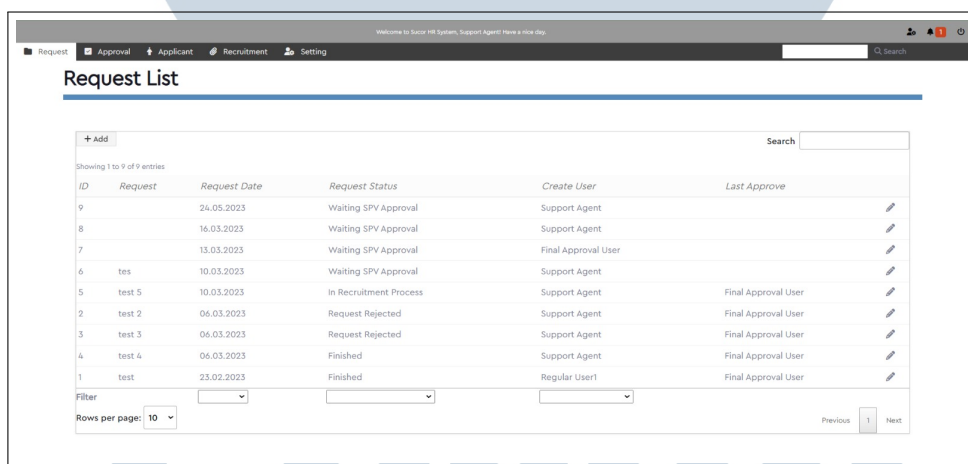 Welcome to Sucor HR System, Support Agent! Have a nice day.
1
Request Approval Applicant Recruitment Setting Search
Request List
+ Add Search
Showing 1 to 9 of 9 entries
ID Request Request Date Request Status Create User Last Approve
9 24.05.2023 Waiting SPV Approval Support Agent
8 16.03.2023 Waiting SPV Approval Support Agent
7 13.03.2023 Waiting SPV Approval Final Approval User
6 tes 10.03.2023 Waiting SPV Approval Support Agent
5 test 5 10.03.2023 In Recruitment Process Support Agent Final Approval User
2 test 2 06.03.2023 Request Rejected Support Agent Final Approval User
3 test 3 06.03.2023 Request Rejected Support Agent Final Approval User
4 test 4 06.03.2023 Finished Support Agent Final Approval User
1 test 23.02.2023 Finished Regular User1 Final Approval User
Filter
Rows per page: 10 Previous 1 Next